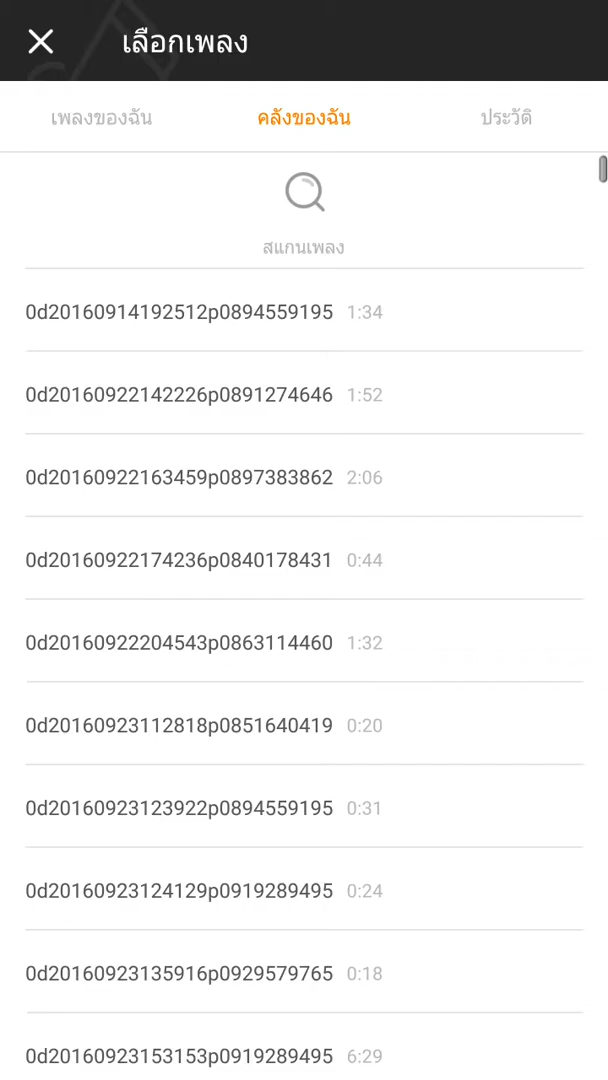 เลือกเพลง
เพลงของฉัน คลังของฉัน ประวัติ
สแกนเพลง
0d20160914192512p0894559195 1:34
0d20160922142226p0891274646 1:52
0d20160922163459p0897383862 2:06
0d20160922174236p0840178431 0:44
0d20160922204543p0863114460 1:32
0d20160923112818p0851640419 0:20
0d20160923123922p0894559195 0:31
0d20160923124129p0919289495 0:24
0d20160923135916p0929579765 0:18
0d20160923153153p0919289495 6:29